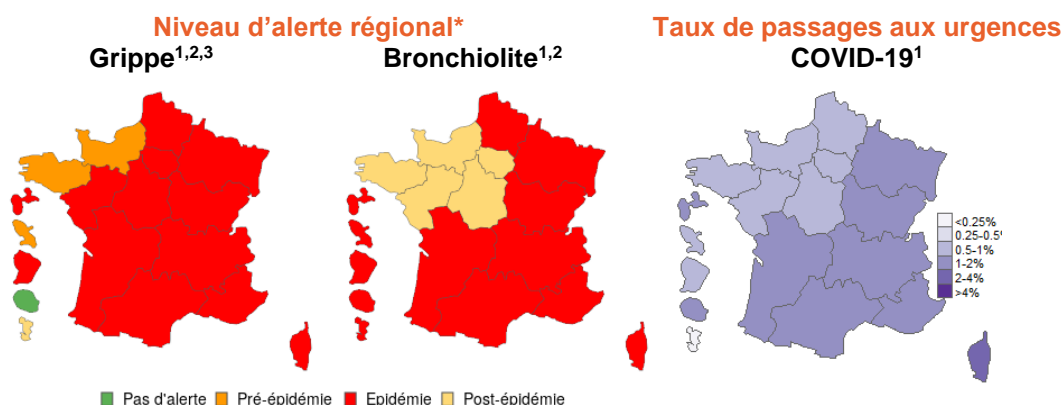 Niveau d’alerte régional*
Grippe1,2,3
Bronchiolite1,2
Taux de passages aux urgences
COVID-191
<0.25%
0.25-0.5%
0.5-1%
1-2%
2-4%
>4%
Pas d'alerte
Pré-épidémie
Epidémie
Post-épidémie